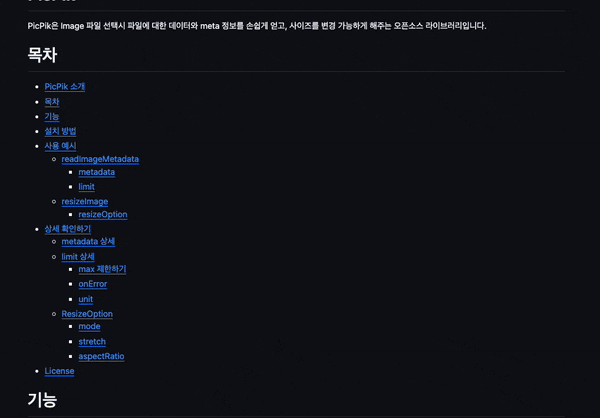 PicPik은 Image 파일 선택시 파일에 대한 데이터와 meta 정보를 손쉽게 얻고, 사이즈를 변경 가능하게 해주는 오픈소스 라이브러리입니다.
목차
PicPik 소개
목차
기능
설치 방법
사용 예시
readImageMetadata
metadata
limit
resizeImage
resizeOption
상세 확인하기
metadata 상세
limit 상세
max 제한하기
onError
unit
ResizeOption
mode
stretch
aspectRatio
License
기능